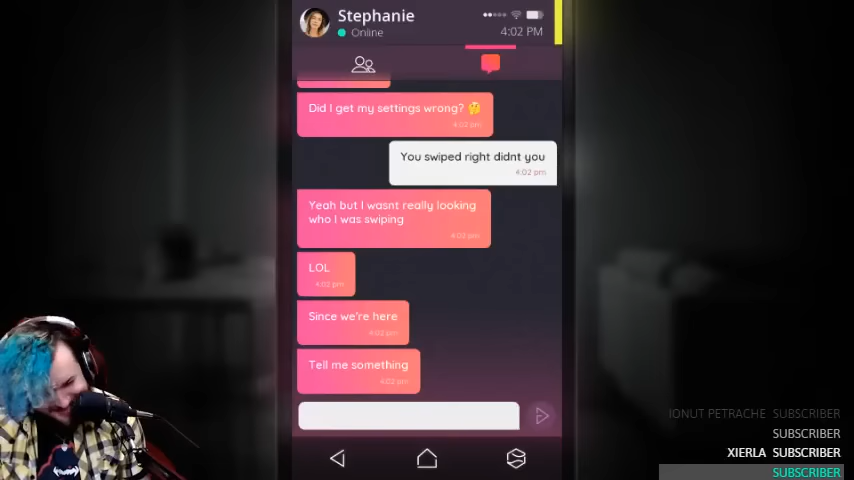 Stephanie
Online
4:02 PM
Did I get my settings wrong? 🤔
4:02 pm
You swiped right didnt you
4:02 pm
Yeah but I wasnt really looking
who I was swiping
4:02 pm
LOL
4:02 pm
Since we're here
4:02 pm
Tell me something
4:02 pm
IONUT PETRACHE SUBSCRIBER
SUBSCRIBER
XIERLA SUBSCRIBER
SUBSCRIBER